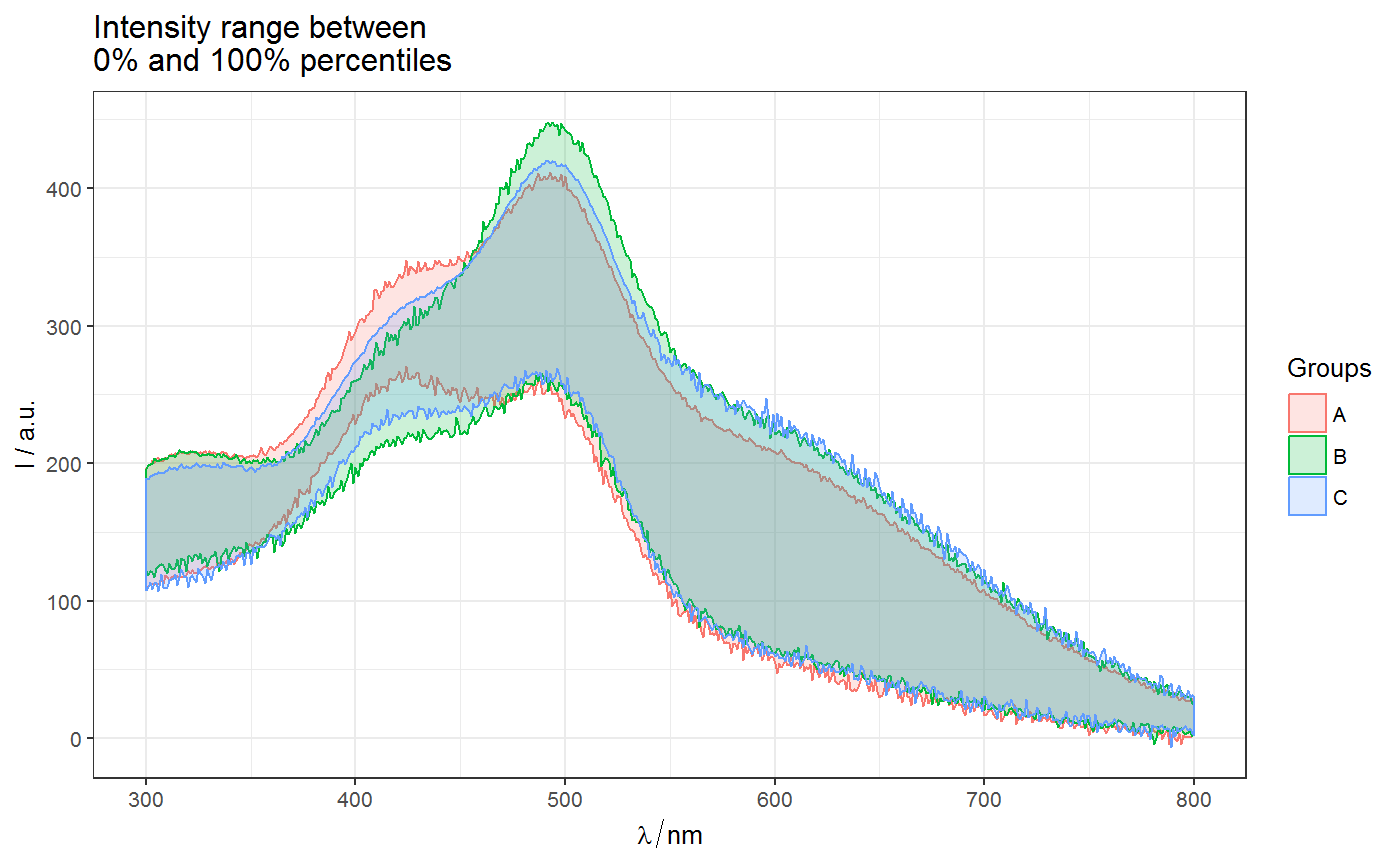 Intensity range between
0% and 100% percentiles
I / a.u.
400
300
200
100
0
300 400 500 600 700 800
λ/nm
Groups
A
B
C